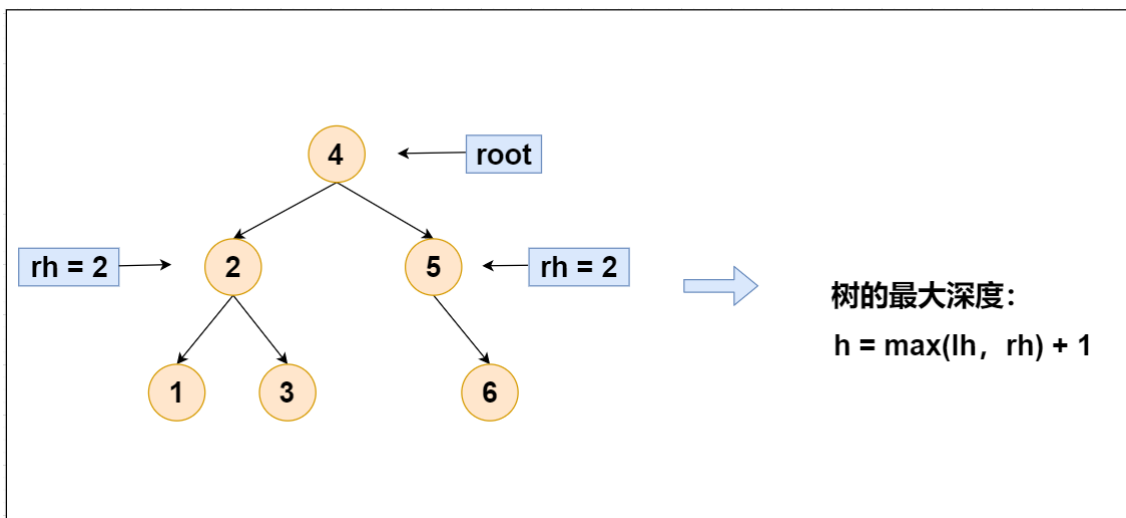 4
root
rh = 2
2
5
rh = 2
树的最大深度：
h = max(lh，rh) + 1
1
3
6